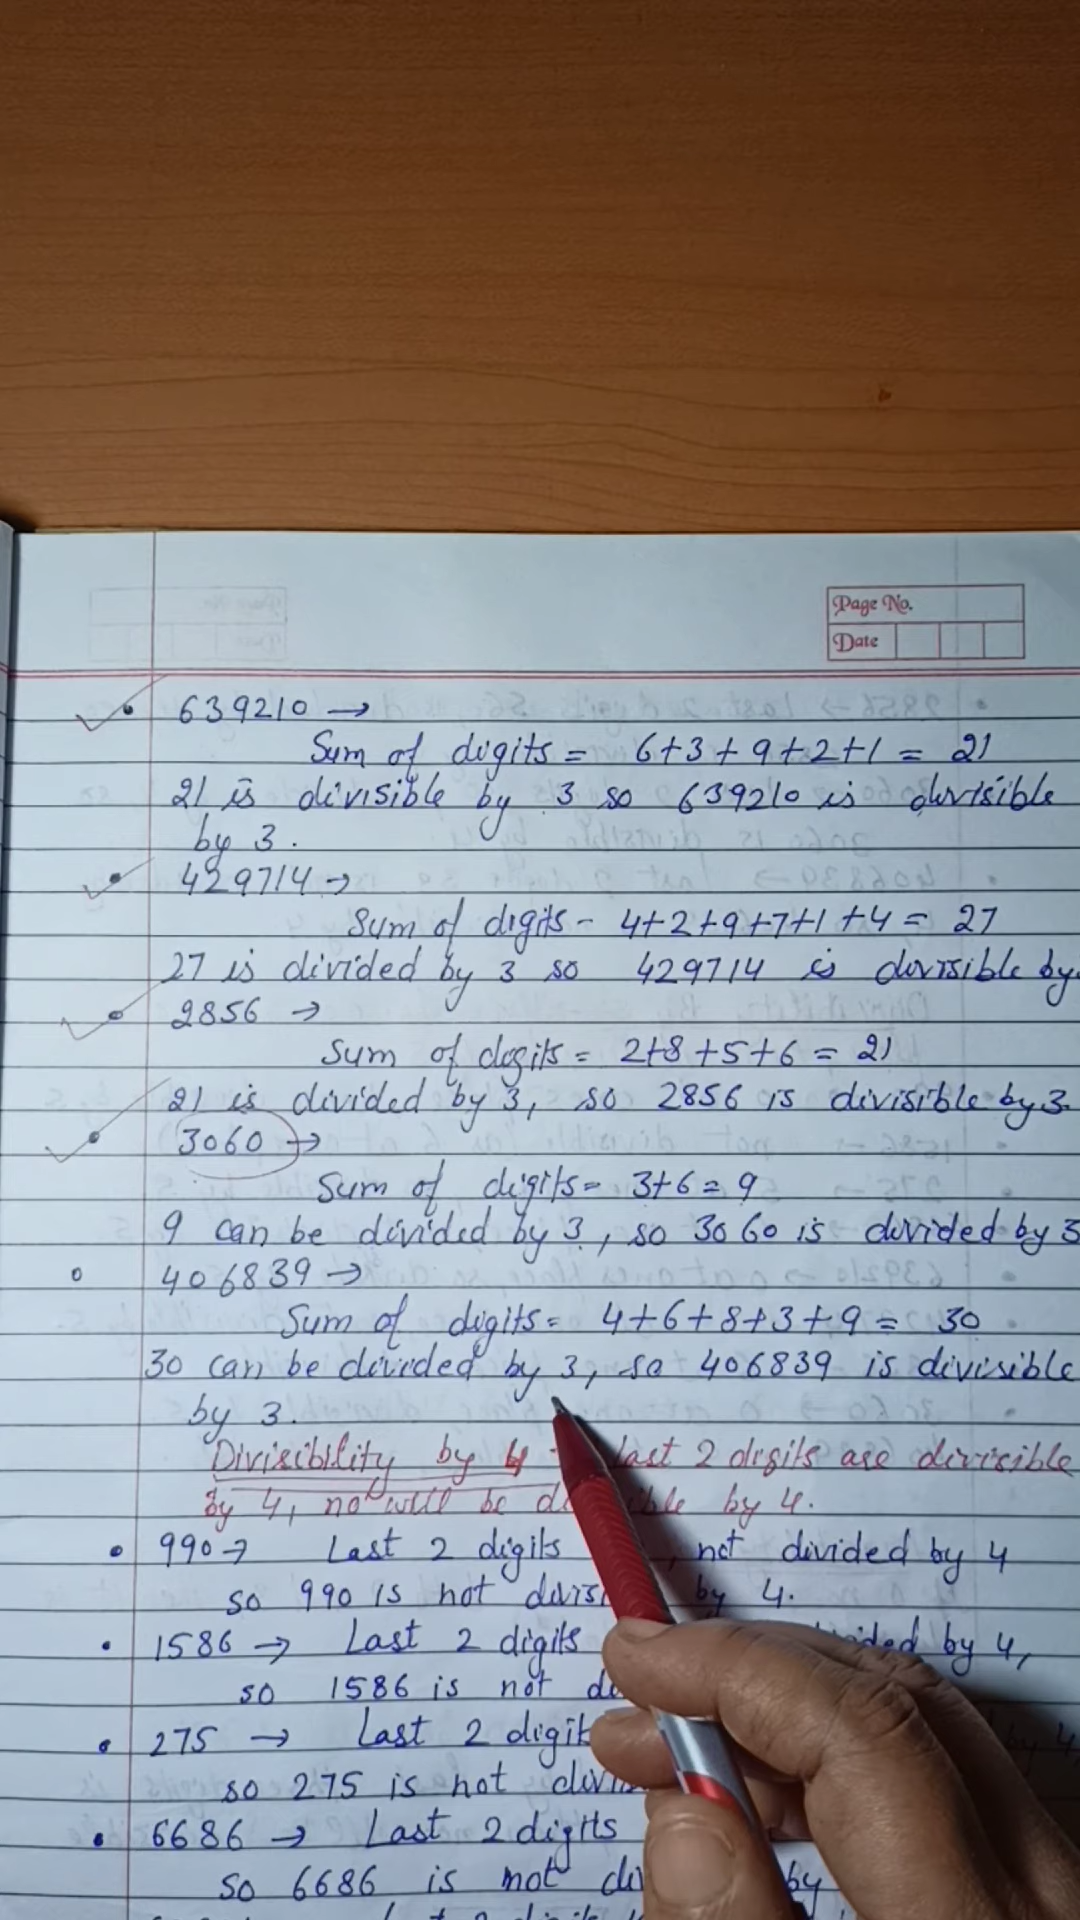 Page No.
Date
639210 →
Sum of digits = 6+3+9+2+1 = 21
21 is divisible by 3 so 639210 is divisible
by 3.
429714 →
Sum of digits - 4+2+9+7+1+4 = 27
27 is divided by 3 so 429714 is divisible by
2856 →
Sum of digits = 2+8+5+6 = 21
21 is divided by 3, so 2856 is divisible by 3.
3060 →
Sum of digits = 3+6 = 9
9 can be divided by 3, so 3060 is divided by 3
406839 →
Sum of digits = 4+6+8+3+9 = 30
30 can be divided by 3, so 406839 is divisible
by 3.
Divisibility by 4 - last 2 digits are divisible
by 4, no will be by 4.
990 → Last 2 digits , not divided by 4
so 990 is not by 4.
1586 → Last 2 digits by 4,
so 1586 is not
275 → Last 2 by 4
so 275 is not
6686 → Last 2 digits
so 6686 is not by